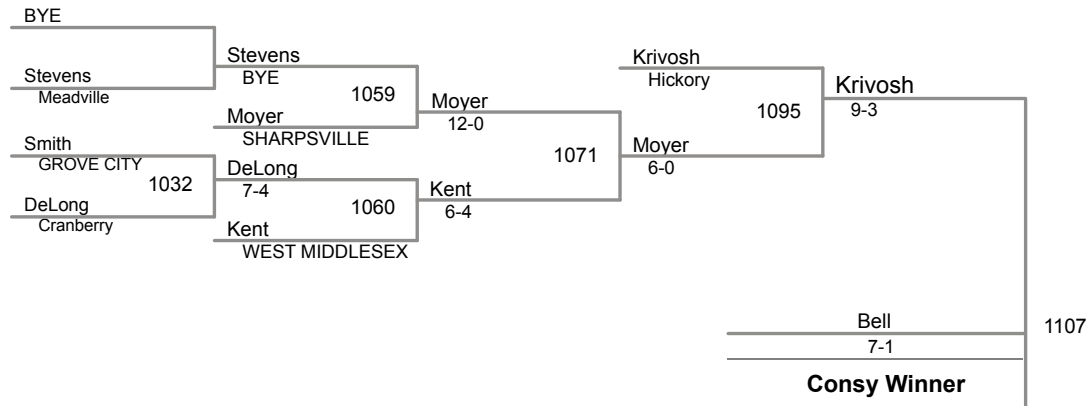 BYE
Stevens
Meadville
Smith
GROVE CITY
1032
DeLong
Cranberry
Stevens
BYE
1059
Moyer
SHARPSVILLE
DeLong
7-4
1060
Kent
WEST MIDDLESEX
Moyer
12-0
1071
Kent
6-4
Krivosh
Hickory
1095
Moyer
6-0
Krivosh
9-3
1107
Bell
7-1
Consy Winner